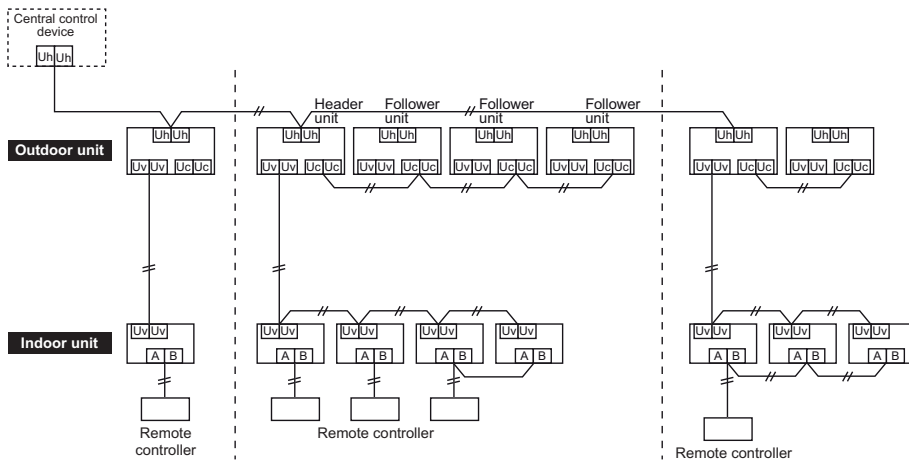 Central control
device
Uh Uh
Header
unit
Follower
unit
Follower
unit
Follower
unit
Uh Uh
Uh Uh
Uh Uh
Uh Uh
Uh Uh
Uh Uh
Uh Uh
Outdoor unit
Uv Uv Uc Uc
Uv Uv Uc Uc
Uv Uv Uc Uc
Uv Uv Uc Uc
Uv Uv Uc Uc
Uv Uv Uc Uc
Uv Uv Uc Uc
Indoor unit
Uv Uv
Uv Uv
Uv Uv
Uv Uv
Uv Uv
Uv Uv
Uv Uv
Uv Uv
A B
A B
A B
A B
A B
A B
A B
A B
Remote
controller
Remote controller
Remote controller